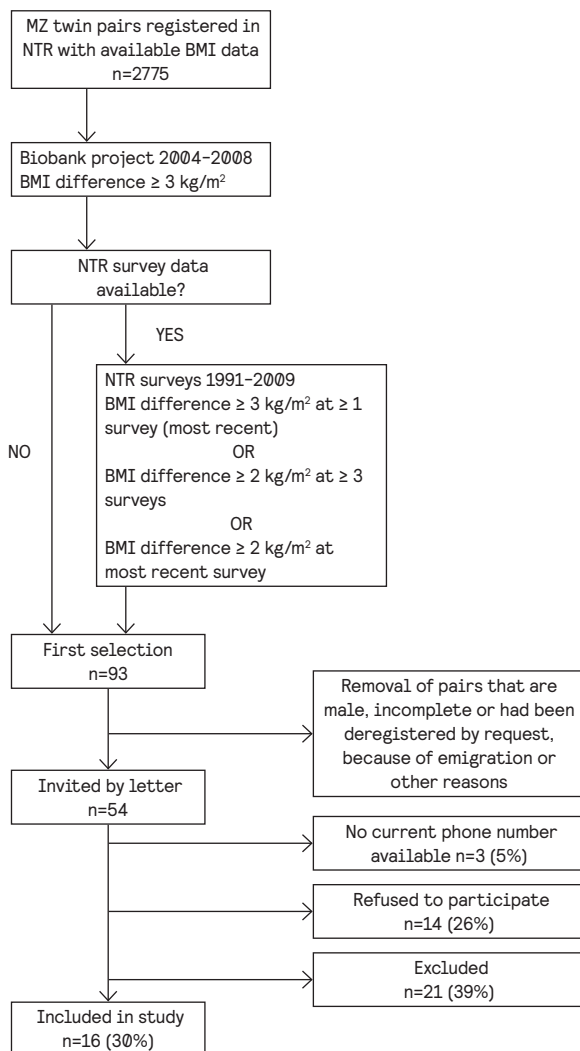 MZ twin pairs registered in
NTR with available BMI data
n=2775
Biobank project 2004–2008
BMI difference ≥ 3 kg/m²
NTR survey data
available?
YES
NO
NTR surveys 1991–2009
BMI difference ≥ 3 kg/m² at ≥ 1
survey (most recent)
OR
BMI difference ≥ 2 kg/m² at ≥ 3
surveys
OR
BMI difference ≥ 2 kg/m² at
most recent survey
First selection
n=93
Removal of pairs that are
male, incomplete or had been
deregistered by request,
because of emigration or
other reasons
Invited by letter
n=54
No current phone number
available n=3 (5%)
Refused to participate
n=14 (26%)
Excluded
n=21 (39%)
Included in study
n=16 (30%)